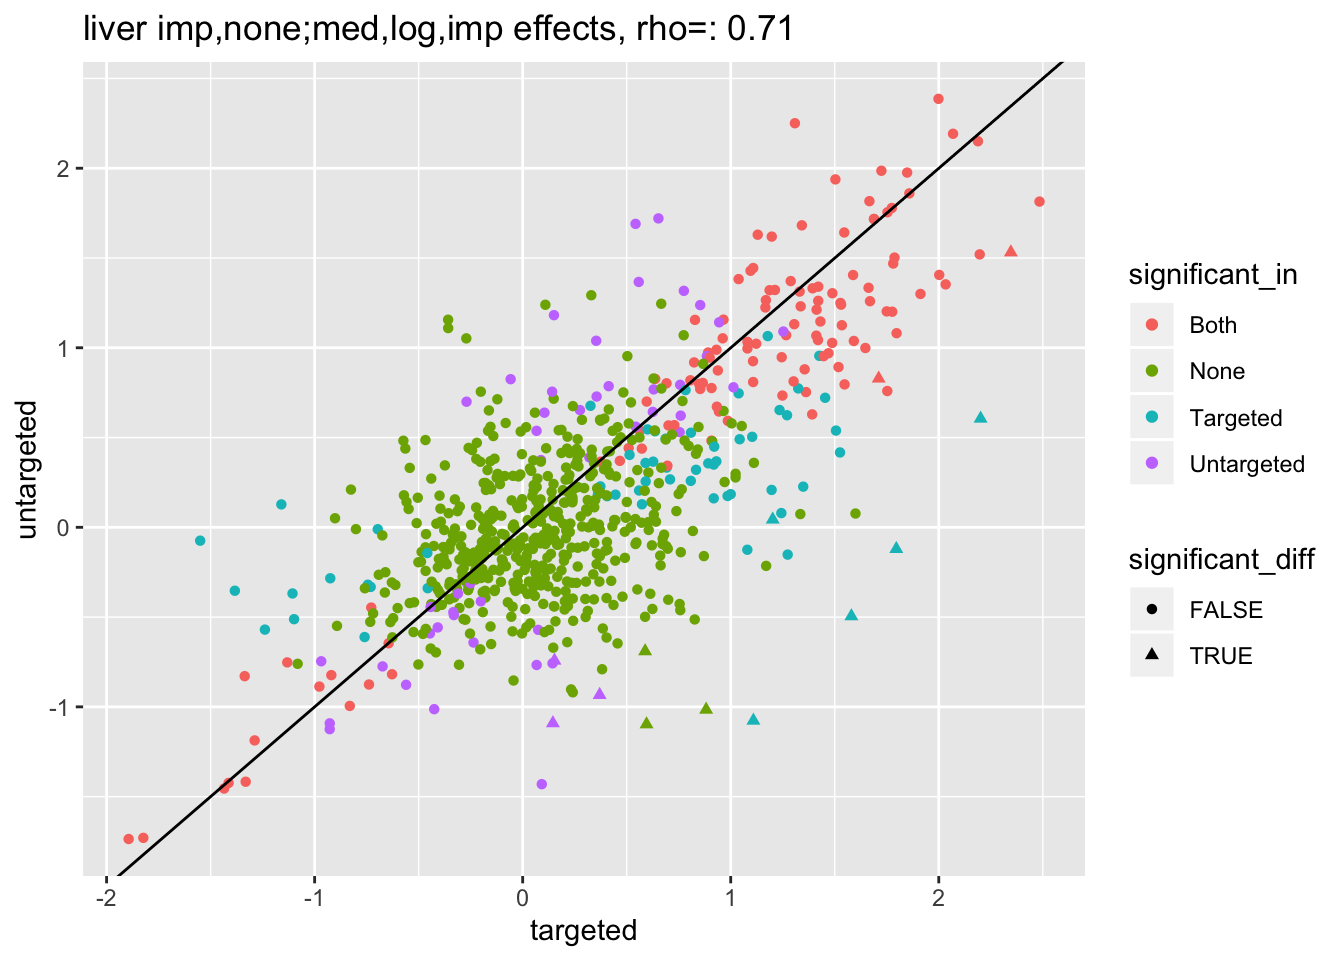 liver imp,none;med,log,imp effects, rho=: 0.71
2
1
0
-1
untargeted
-2
-1
0
1
2
targeted
significant_in
Both
None
Targeted
Untargeted
significant_diff
FALSE
TRUE